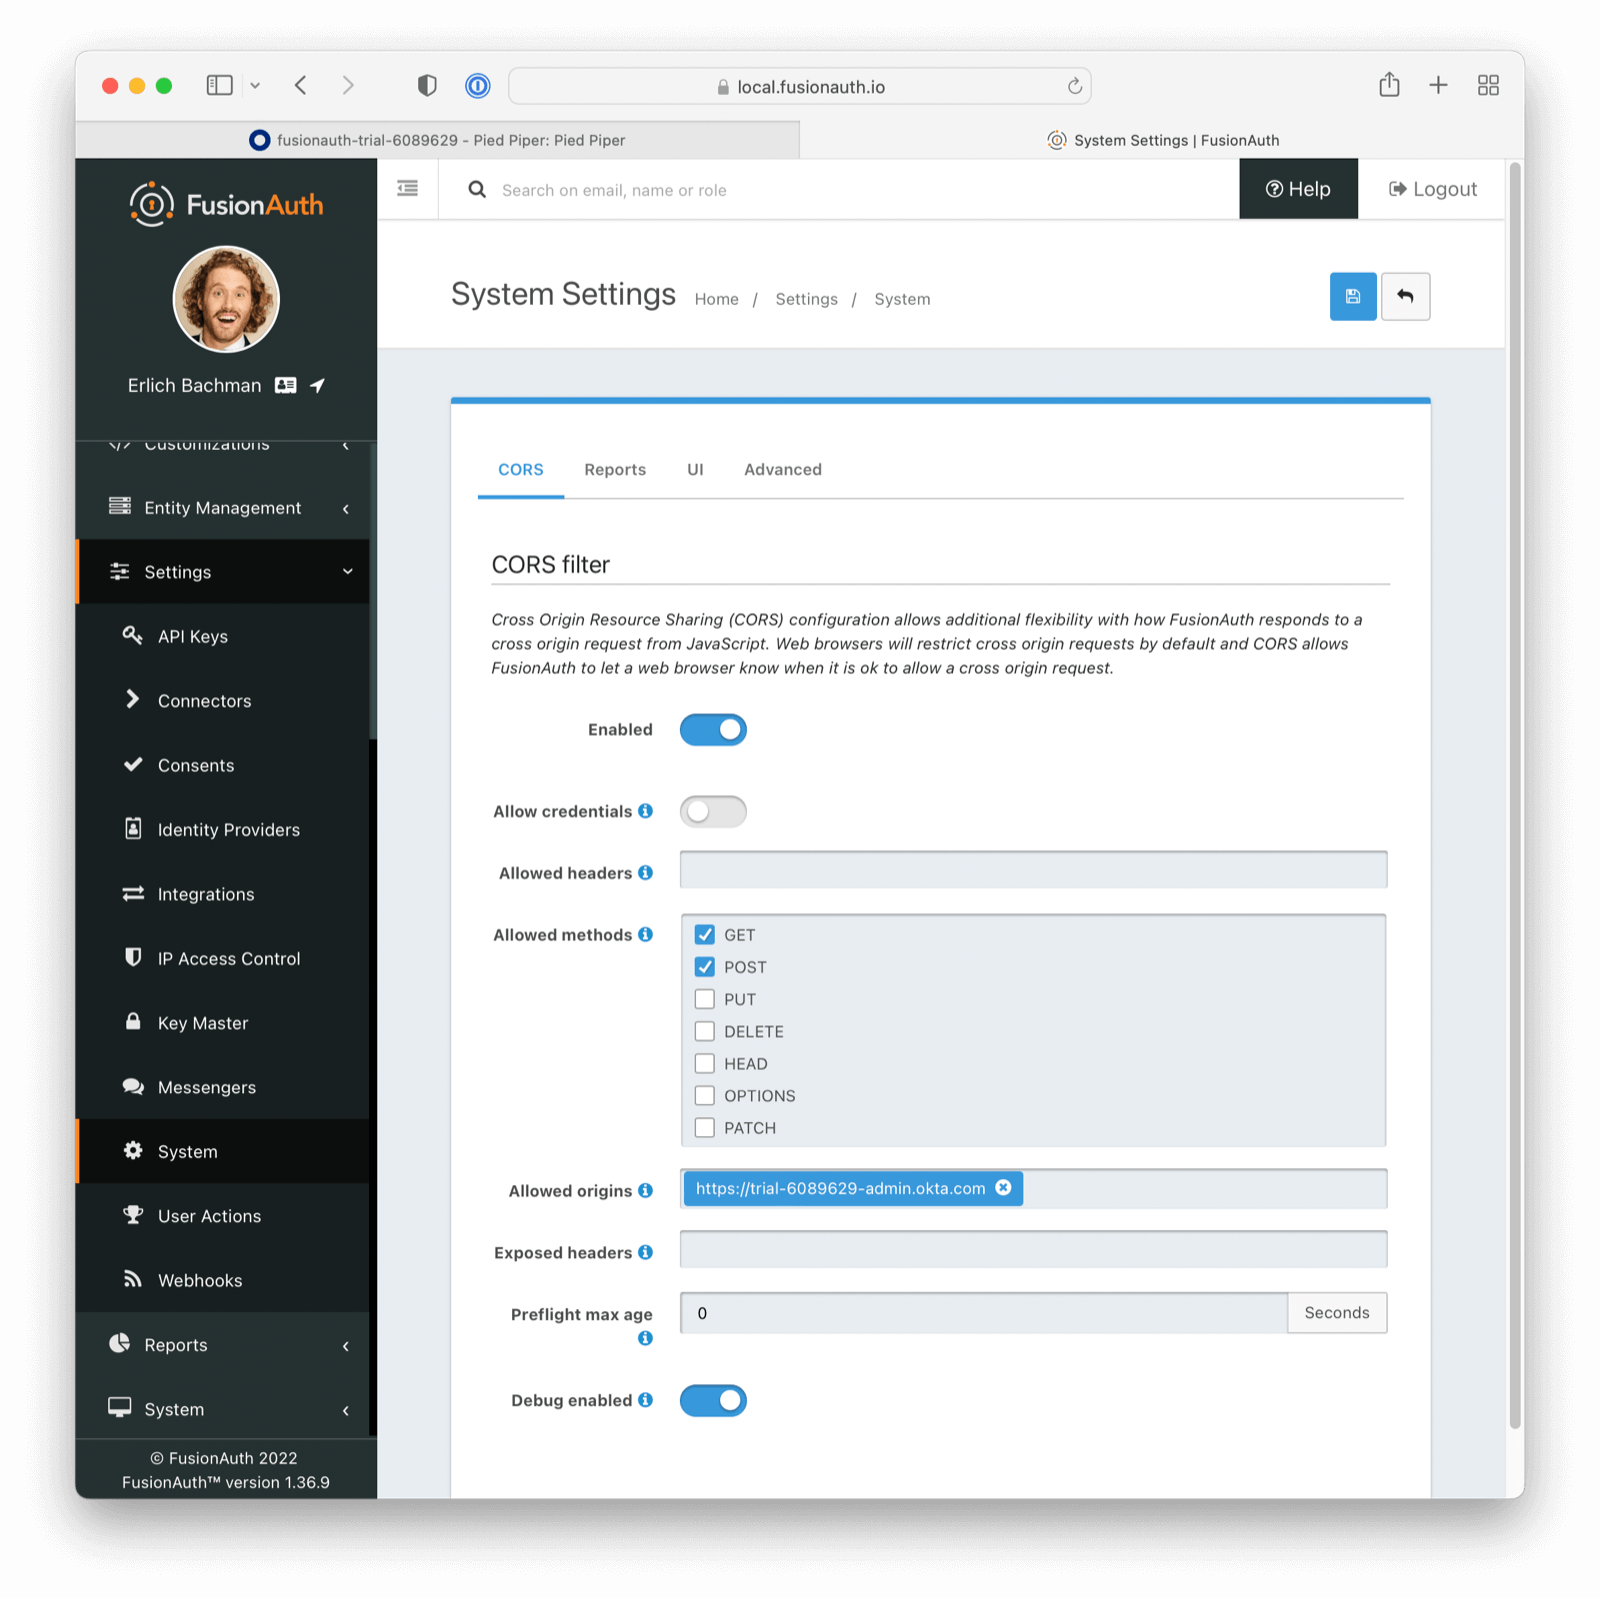 local.fusionauth.io
fusionauth-trial-6089629 - Pied Piper: Pied Piper
System Settings | FusionAuth
FusionAuth
Search on email, name or role
Help
Logout
Erlich Bachman
System Settings
Home / Settings / System
Customizations
Entity Management
Settings
API Keys
Connectors
Consents
Identity Providers
Integrations
IP Access Control
Key Master
Messengers
System
User Actions
Webhooks
Reports
System
© FusionAuth 2022
FusionAuth™ version 1.36.9
CORS
Reports
UI
Advanced
CORS filter
Cross Origin Resource Sharing (CORS) configuration allows additional flexibility with how FusionAuth responds to a
cross origin request from JavaScript. Web browsers will restrict cross origin requests by default and CORS allows
FusionAuth to let a web browser know when it is ok to allow a cross origin request.
Enabled
Allow credentials
Allowed headers
Allowed methods
GET
POST
PUT
DELETE
HEAD
OPTIONS
PATCH
Allowed origins
https://trial-6089629-admin.okta.com
Exposed headers
Preflight max age
0
Seconds
Debug enabled